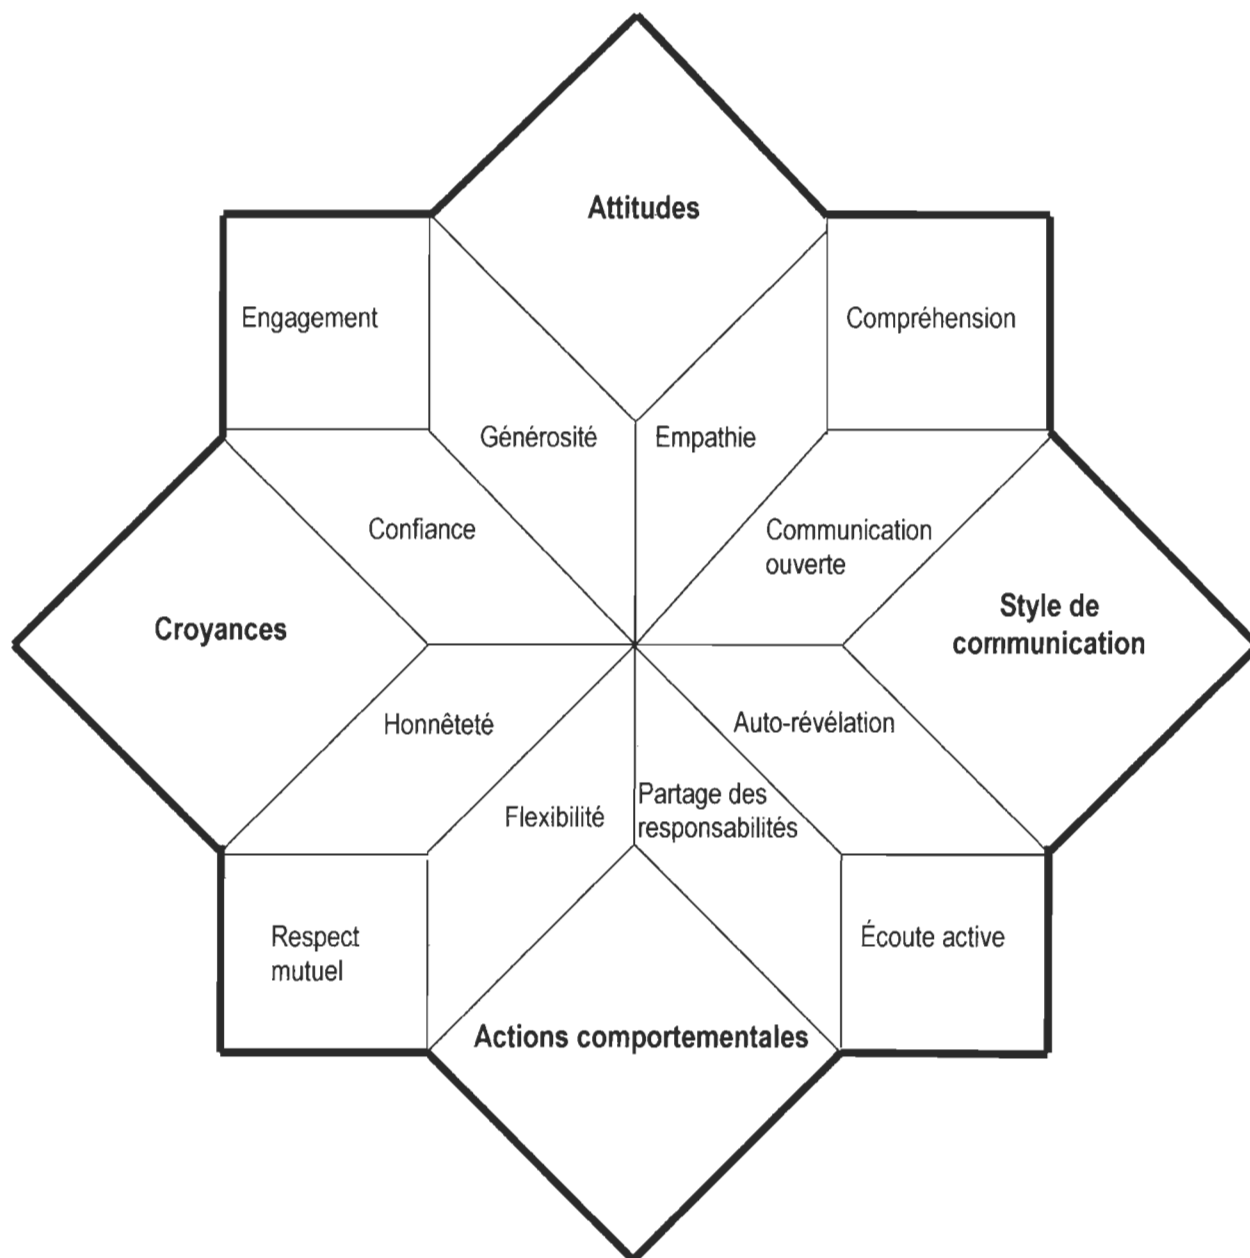 Attitudes
Engagement
Compréhension
Générosité
Empathie
Confiance
Communication
ouverte
Croyances
Style de
communication
Honnêteté
Auto-révélation
Flexibilité
Partage des
responsabilités
Respect
mutuel
Écoute active
Actions comportementales